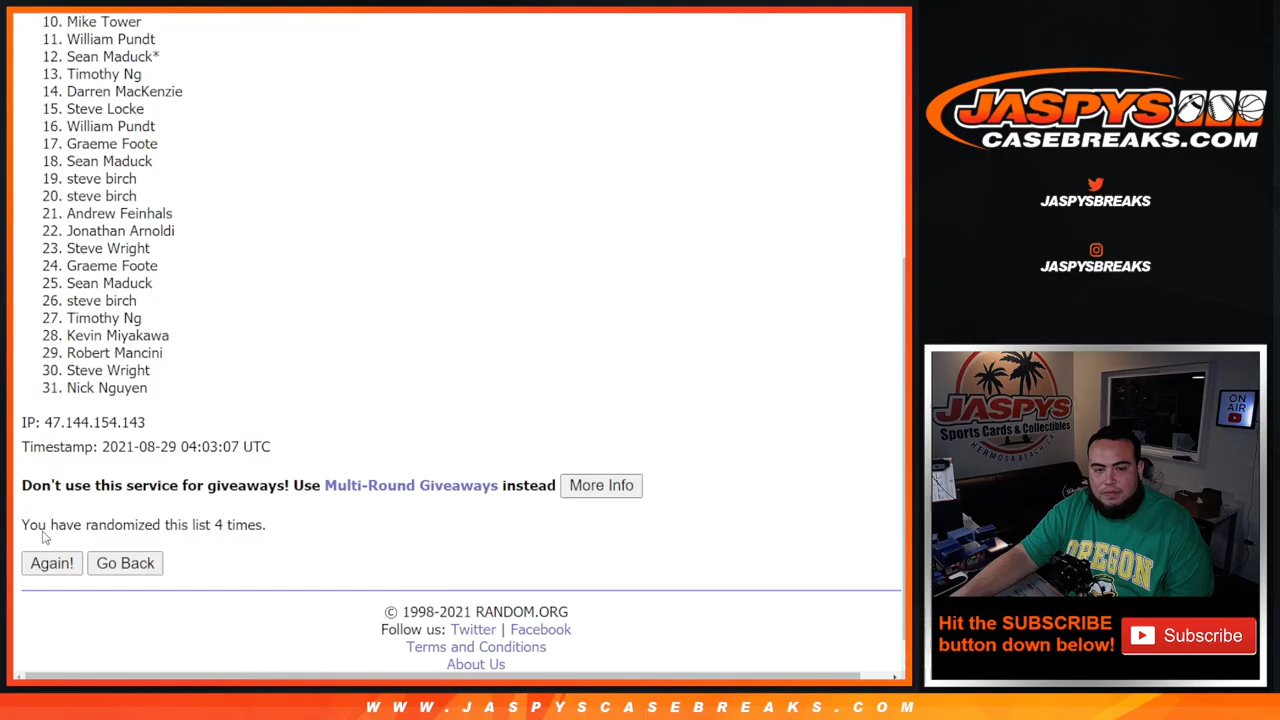 10. Mike Tower
11. William Pundt
12. Sean Maduck*
13. Timothy Ng
14. Darren MacKenzie
15. Steve Locke
16. William Pundt
17. Graeme Foote
18. Sean Maduck
19. steve birch
20. steve birch
21. Andrew Feinhals
22. Jonathan Arnoldi
23. Steve Wright
24. Graeme Foote
25. Sean Maduck
26. steve birch
27. Timothy Ng
28. Kevin Miyakawa
29. Robert Mancini
30. Steve Wright
31. Nick Nguyen
IP: 47.144.154.143
Timestamp: 2021-08-29 04:03:07 UTC
Don't use this service for giveaways! Use Multi-Round Giveaways instead More Info
You have randomized this list 4 times.
Again! Go Back
© 1998-2021 RANDOM.ORG
Follow us: Twitter | Facebook
Terms and Conditions
About Us
JASPYS
CASEBREAKS.COM
JASPYSBREAKS
JASPYSBREAKS
JASPYS
Sports Cards & Collectibles
HERMOSA BEACH, CA
ON
AIR
OREGON
Hit the SUBSCRIBE
button down below!
Subscribe
WWW.JASPYSCASEBREAKS.COM